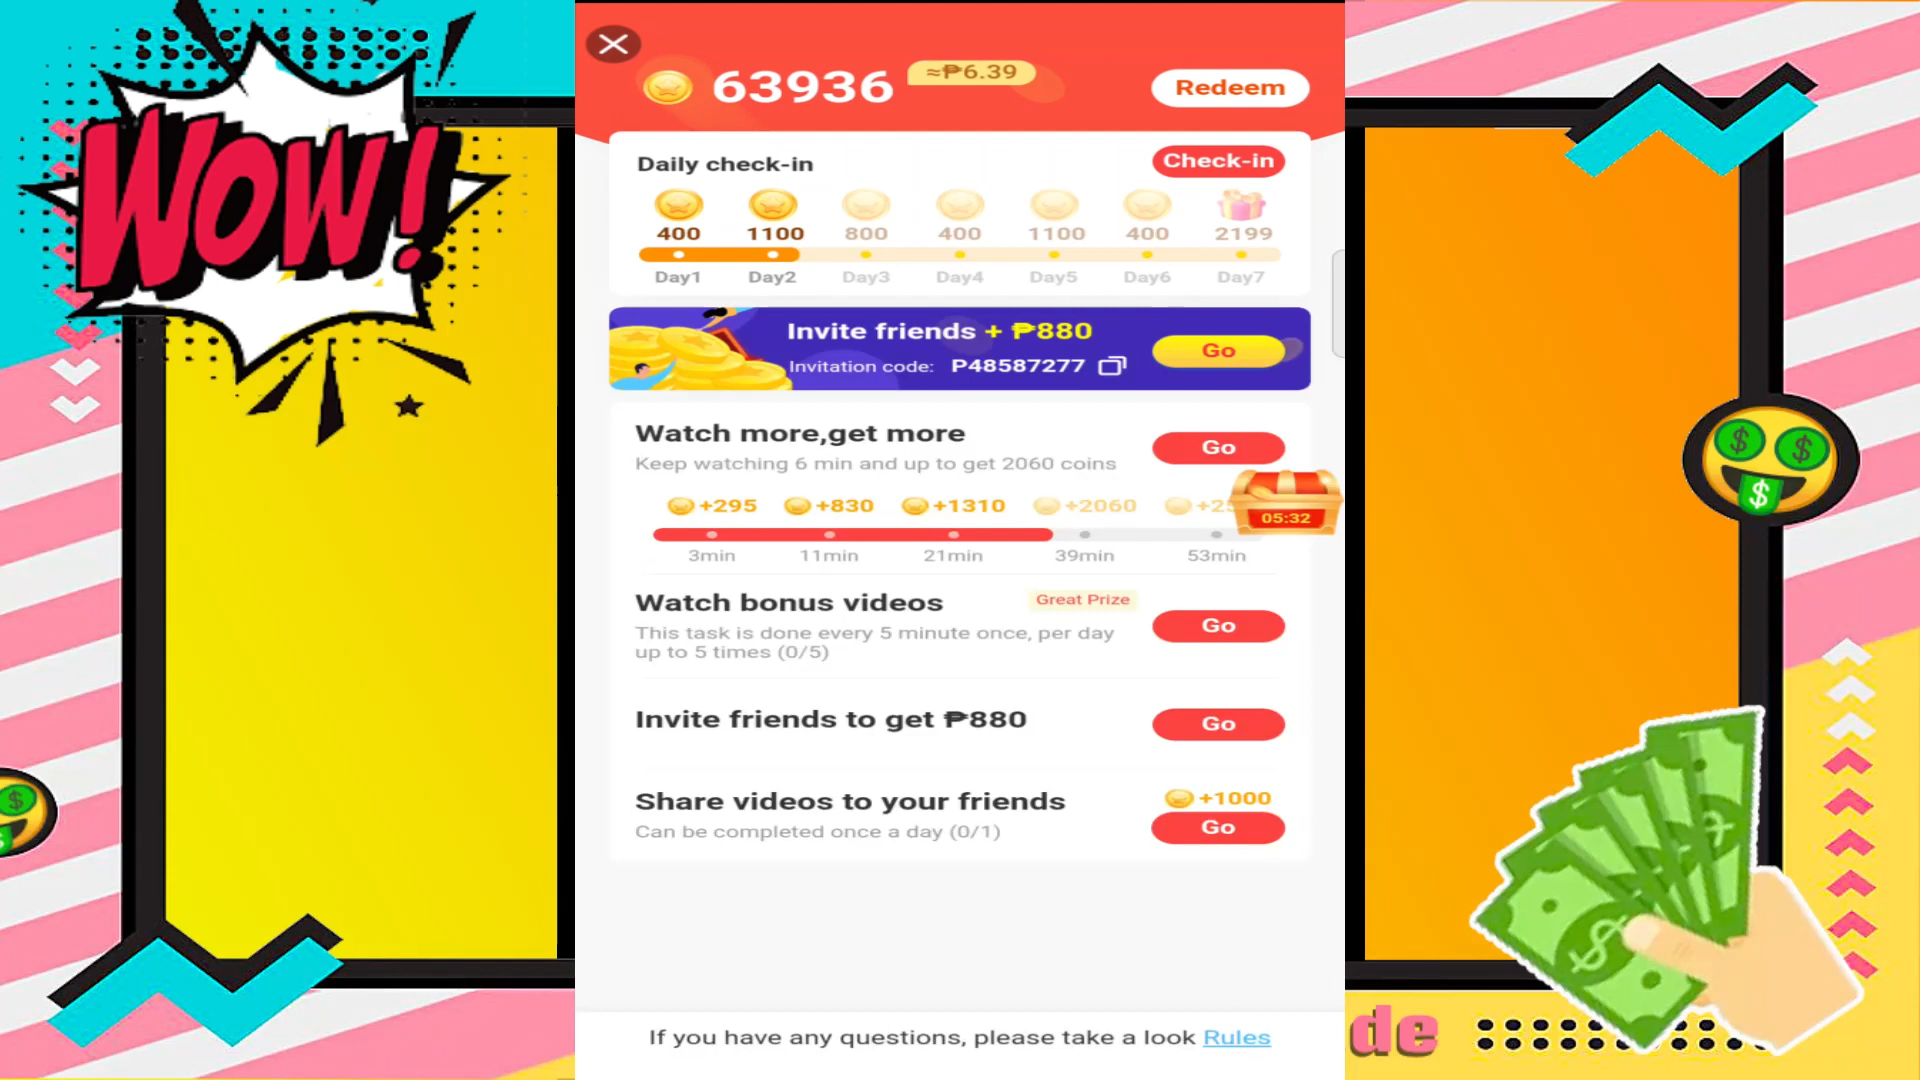 WOW!
63936
≈₱6.39
Redeem
Daily check-in
Check-in
400 1100 800 400 1100 400 2199
Day1 Day2 Day3 Day4 Day5 Day6 Day7
Invite friends + ₱880
Invitation code: P48587277
Go
Watch more,get more
Go
Keep watching 6 min and up to get 2060 coins
+295 +830 +1310 +2060
05:32
3min 11min 21min 39min 53min
Watch bonus videos
Great Prize
Go
This task is done every 5 minute once, per day
up to 5 times (0/5)
Invite friends to get ₱880
Go
Share videos to your friends
+1000
Can be completed once a day (0/1)
Go
If you have any questions, please take a look Rules
de